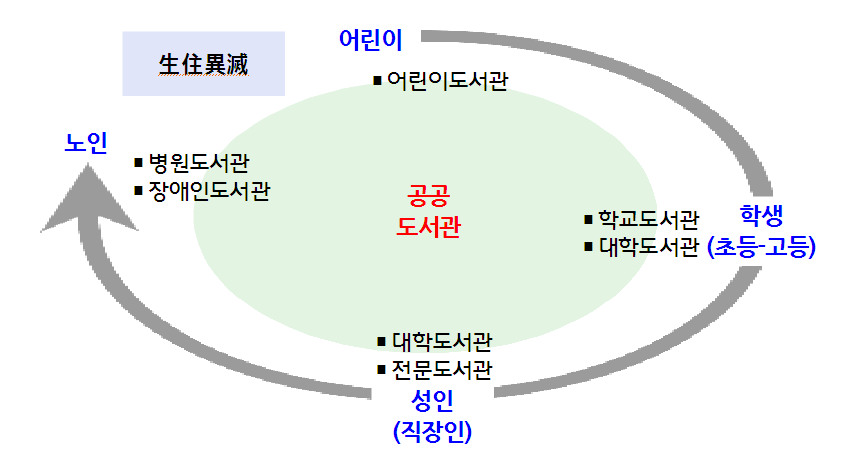 生住異滅
어린이
▪ 어린이도서관
노인
▪ 병원도서관
▪ 장애인도서관
공공
도서관
▪ 학교도서관
▪ 대학도서관
학생
(초등-고등)
▪ 대학도서관
▪ 전문도서관
성인
(직장인)